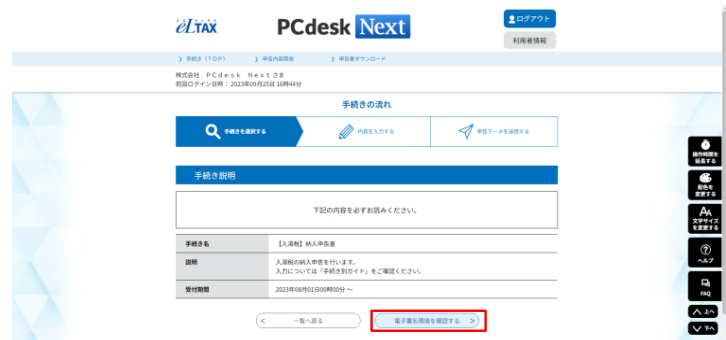 eLTAX
PCdesk Next
ログアウト
利用者情報
手続き（TOP）
申告内容照会
申告書ダウンロード
株式会社　ＰＣｄｅｓｋ　Ｎｅｘｔさま
前回ログイン日時：2023年09月25日 16時44分
手続きの流れ
手続きを選択する
内容を入力する
申告データを送信する
手続き説明
下記の内容を必ずお読みください。
手続き名
【入湯税】納入申告書
説明
入湯税の納入申告を行います。
入力については「手続き別ガイド」をご確認ください。
受付期間
2023年06月01日00時00分 ～
< 一覧へ戻る
電子署名環境を確認する >
操作時間を
延長する
配色を
変更する
AA
文字サイズ
を変更する
?
ヘルプ
FAQ
上へ
下へ